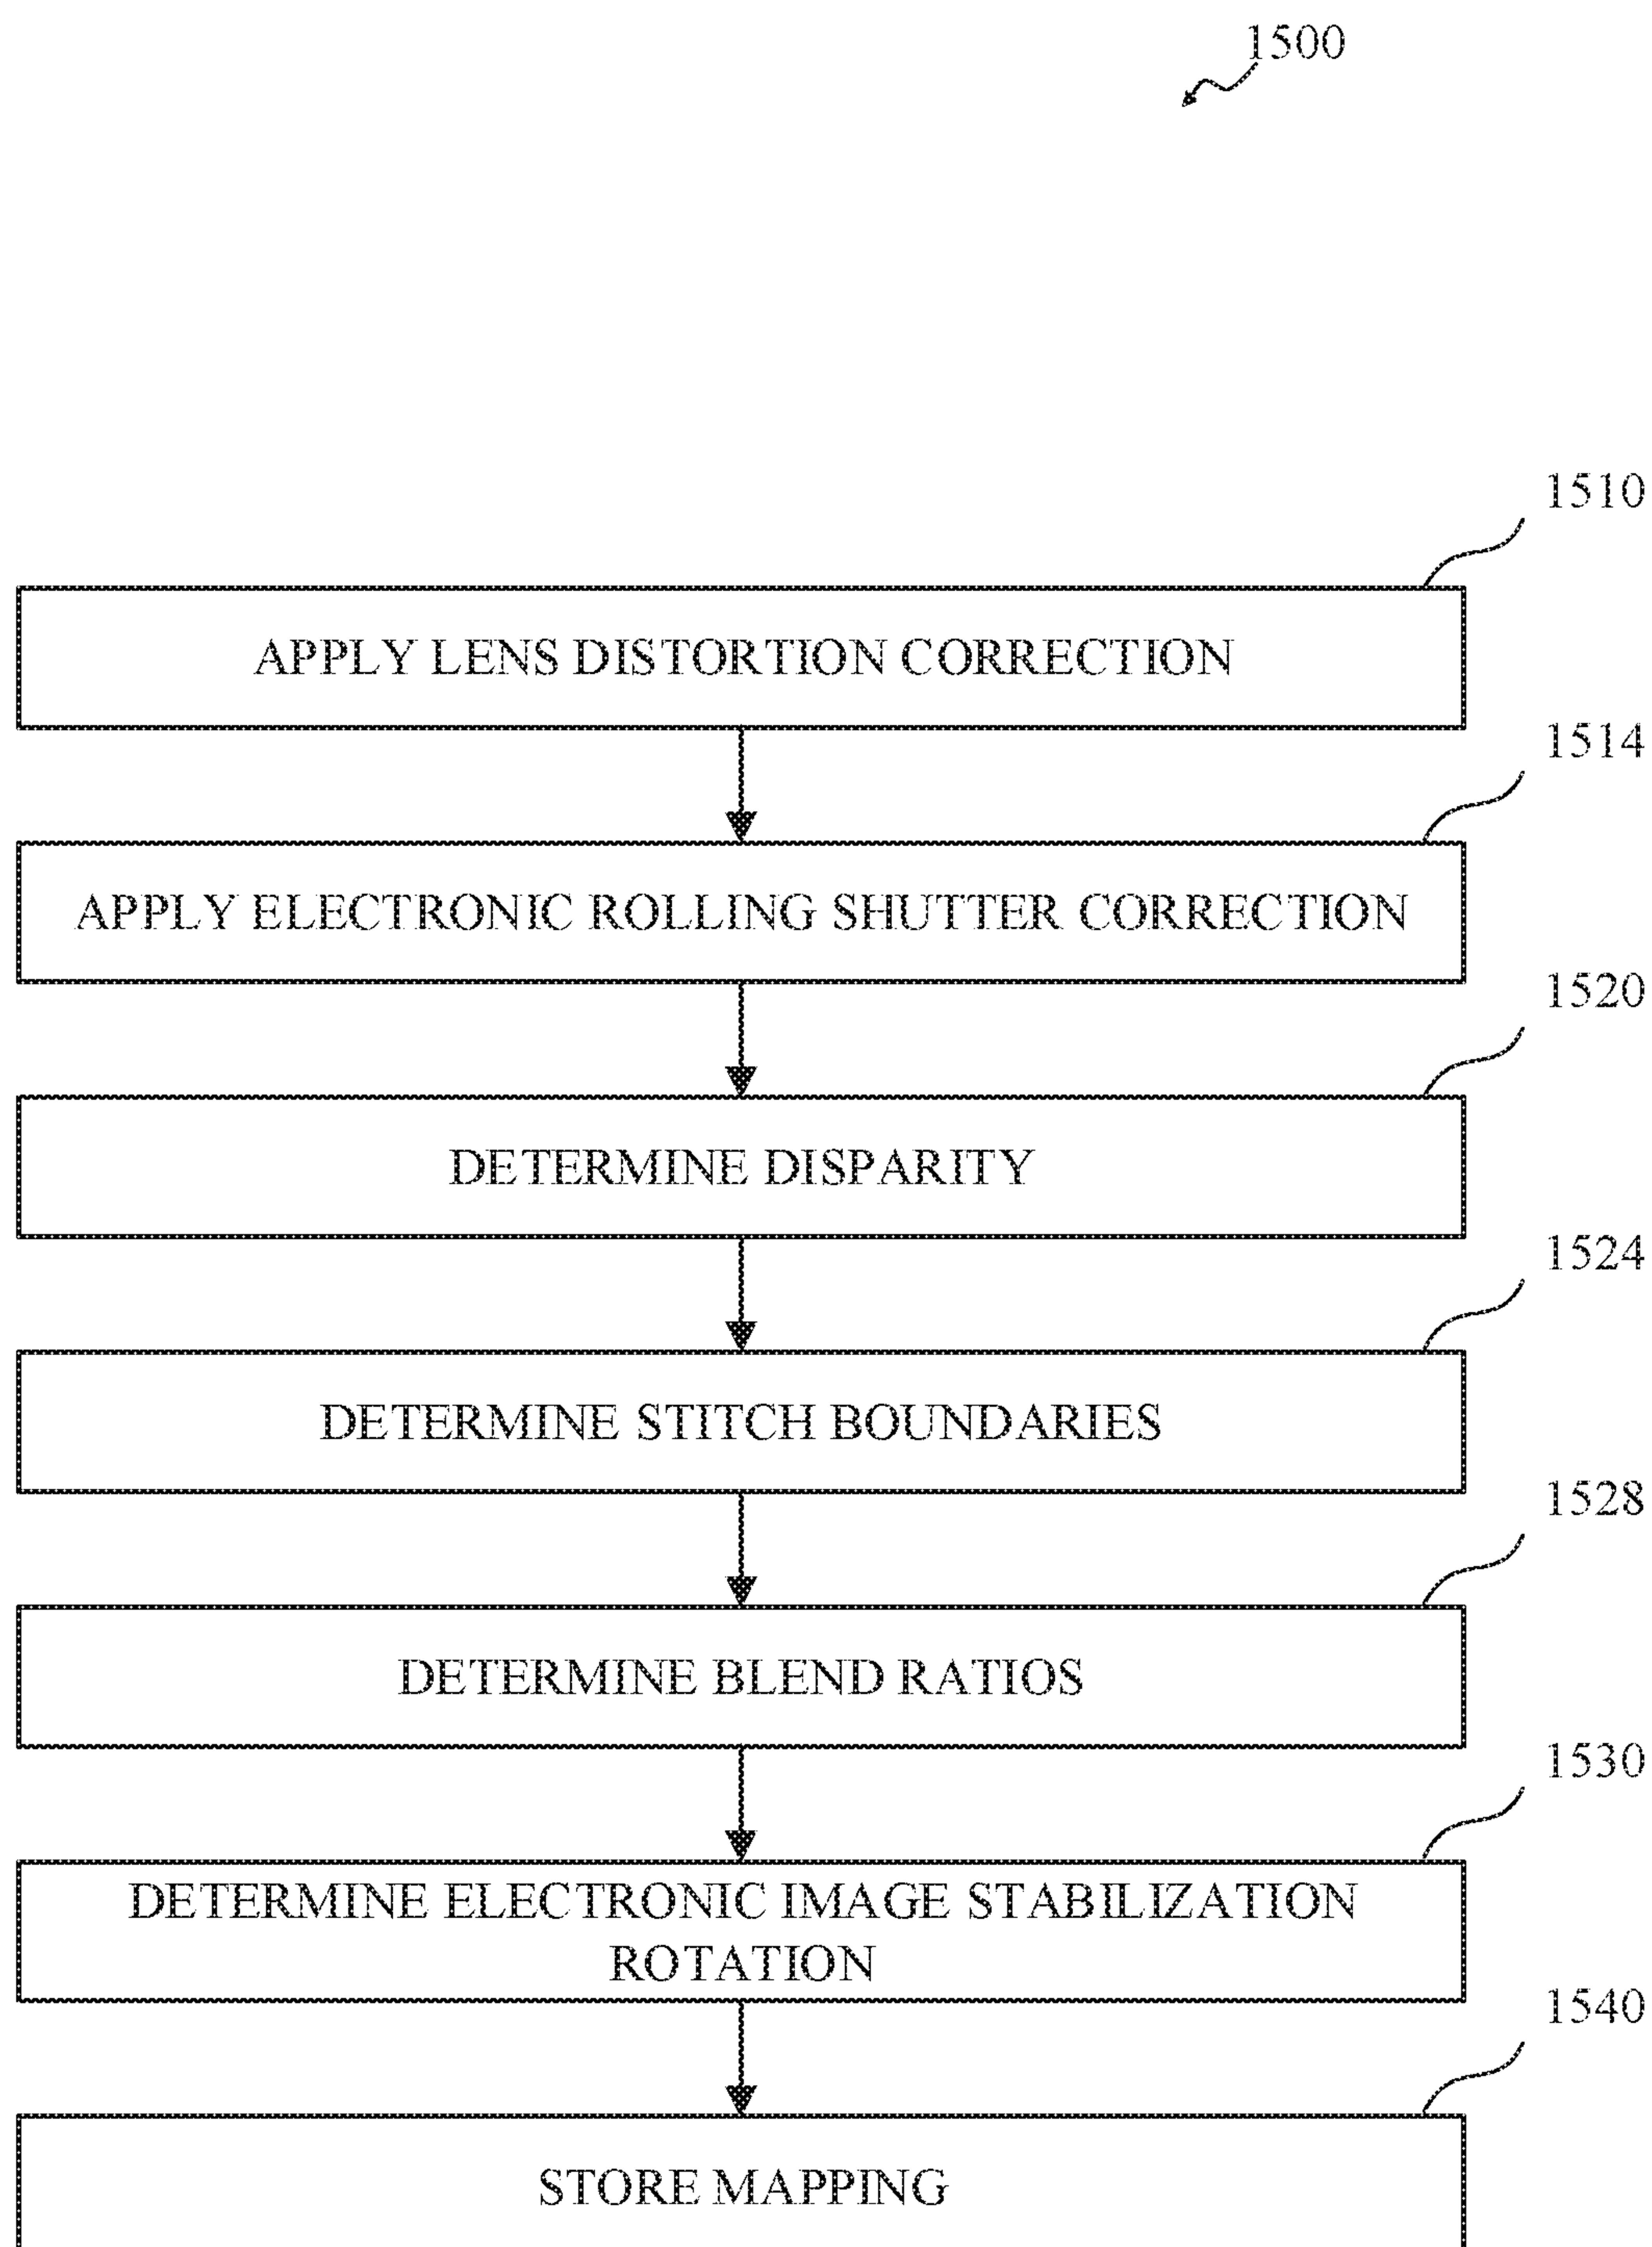 1500
1510
APPLY LENS DISTORTION CORRECTION
1514
APPLY ELECTRONIC ROLLING SHUTTER CORRECTION
1520
DETERMINE DISPARITY
1524
DETERMINE STITCH BOUNDARIES
1528
DETERMINE BLEND RATIOS
1530
DETERMINE ELECTRONIC IMAGE STABILIZATION
ROTATION
1540
STORE MAPPING